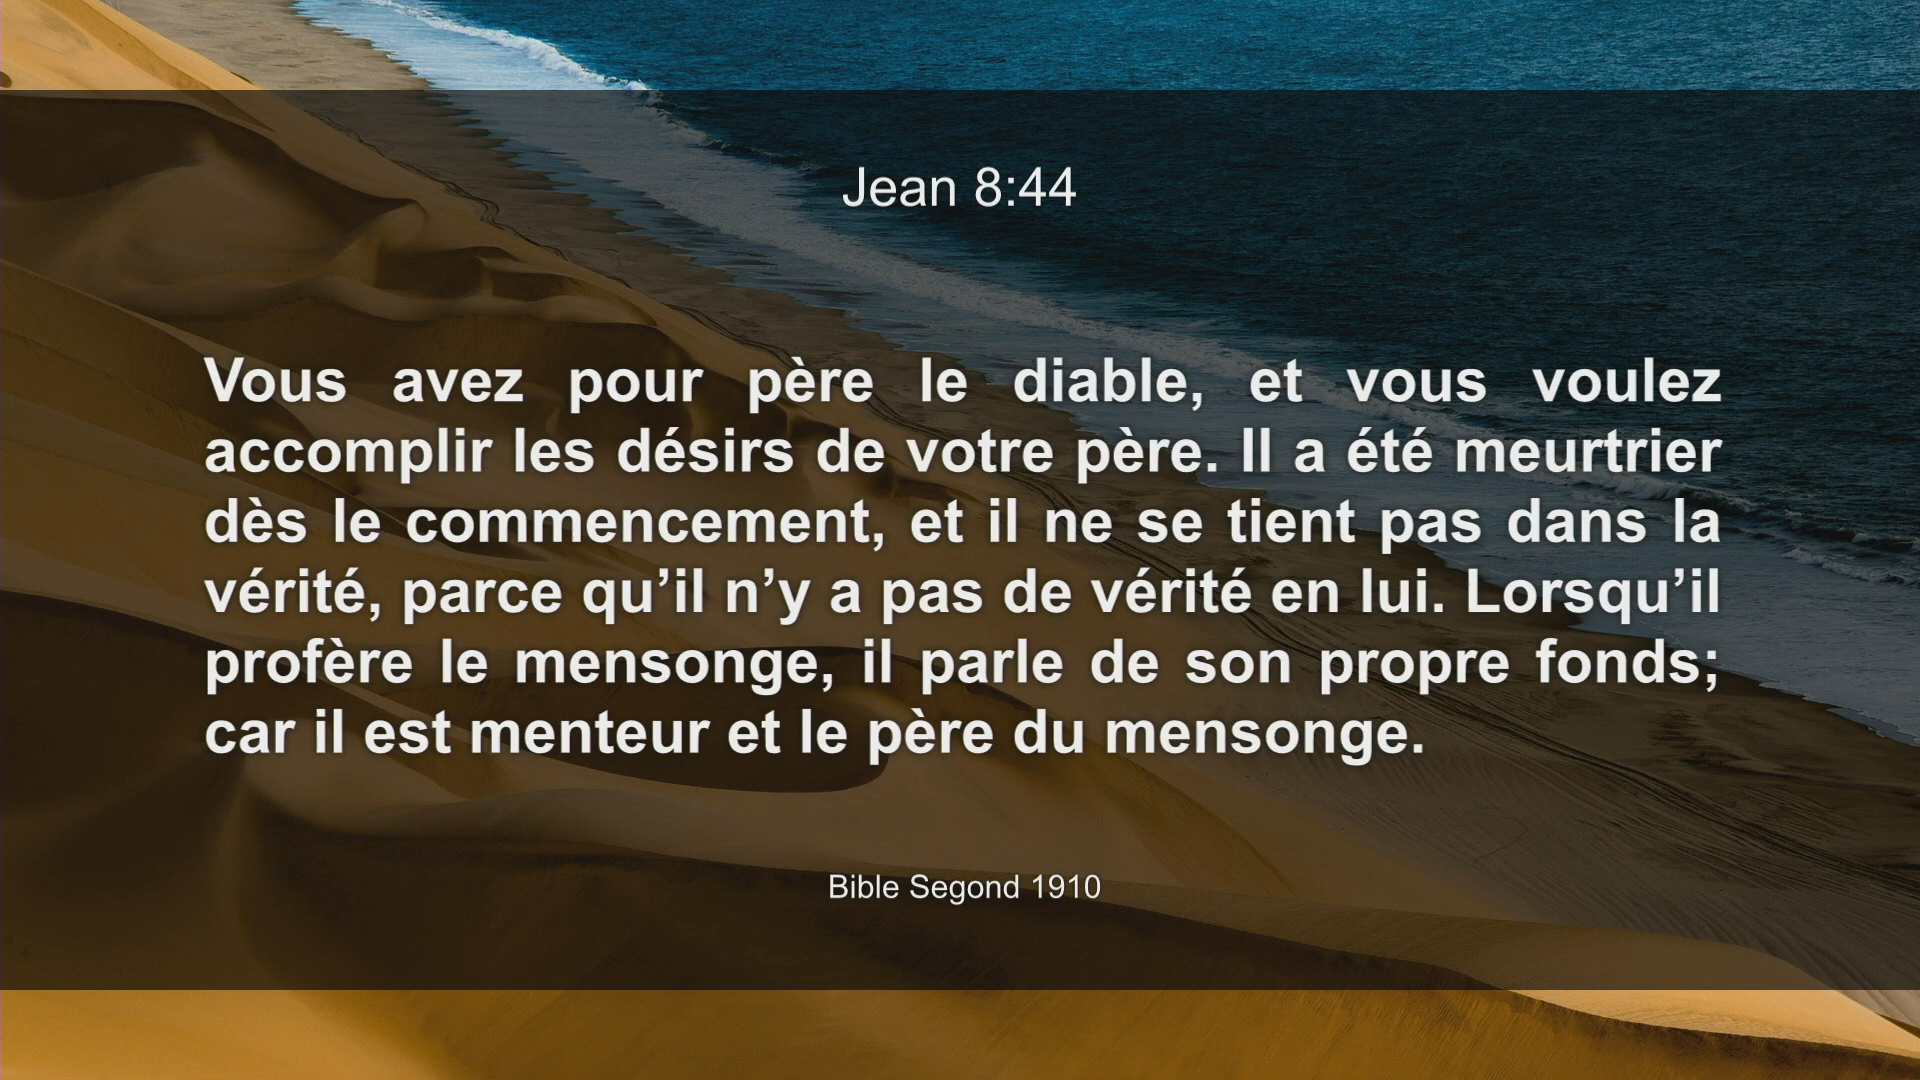 Jean 8:44
Vous avez pour père le diable, et vous voulez
accomplir les désirs de votre père. Il a été meurtrier
dès le commencement, et il ne se tient pas dans la
vérité, parce qu’il n’y a pas de vérité en lui. Lorsqu’il
profère le mensonge, il parle de son propre fonds;
car il est menteur et le père du mensonge.
Bible Segond 1910